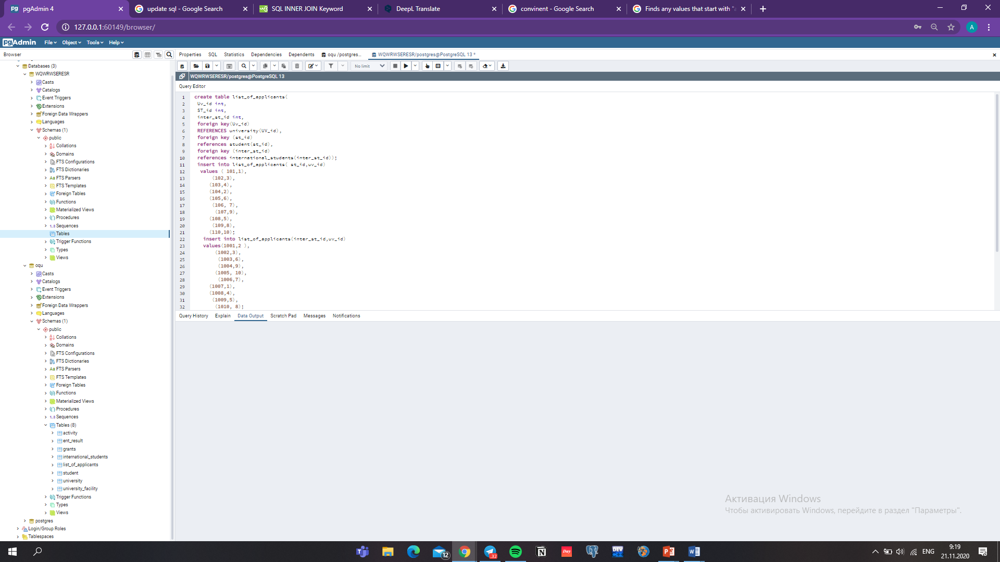 pgAdmin 4
update sql - Google Search
SQL INNER JOIN Keyword
DeepL Translate
convinent - Google Search
Finds any values that start with "a
127.0.0.1:60149/browser/
A
pgAdmin
File
Object
Tools
Help
Browser
Properties
SQL
Statistics
Dependencies
Dependents
oqu /postgres...
WQWRWSERESR/postgres@PostgreSQL 13 *
No limit
WQWRWSERESR/postgres@PostgreSQL 13
Query Editor
Databases (3)
WQWRWSERESR
Casts
Catalogs
Event Triggers
Extensions
Foreign Data Wrappers
Languages
Schemas (1)
public
Collations
Domains
FTS Configurations
FTS Dictionaries
FTS Parsers
FTS Templates
Foreign Tables
Functions
Materialized Views
Procedures
Sequences
Tables
Trigger Functions
Types
Views
oqu
Casts
Catalogs
Event Triggers
Extensions
Foreign Data Wrappers
Languages
Schemas (1)
public
Collations
Domains
FTS Configurations
FTS Dictionaries
FTS Parsers
FTS Templates
Foreign Tables
Functions
Materialized Views
Procedures
Sequences
Tables (8)
activity
ent_result
grants
international_students
list_of_applicants
student
university
university_facility
Trigger Functions
Types
Views
postgres
Login/Group Roles
Tablespaces
1 create table list_of_applicants(
2 Uv_id int,
3 ST_id int,
4 inter_st_id int,
5 foreign key(Uv_id)
6 REFERENCES university(UV_id),
7 foreign key (st_id)
8 references student(st_id),
9 foreign key (inter_st_id)
10 references international_students(inter_st_id));
11 insert into list_of_applicants( st_id,uv_id)
12 values ( 101,1),
13 (102,3),
14 (103,4),
15 (104,2),
16 (105,6),
17 (106, 7),
18 (107,9),
19 (108,5),
20 (109,8),
21 (110,10);
22 insert into list_of_applicants(inter_st_id,uv_id)
23 values(1001,2 ),
24 (1002,3),
25 (1003,6),
26 (1004,9),
27 (1005, 10),
28 (1006,7),
29 (1007,1),
30 (1008,4),
31 (1009,5),
32 (1010, 8);
Query History
Explain
Data Output
Scratch Pad
Messages
Notifications
Активация Windows
Чтобы активировать Windows, перейдите в раздел "Параметры".
12
32
Day
DEV
ENG
9:19
21.11.2020